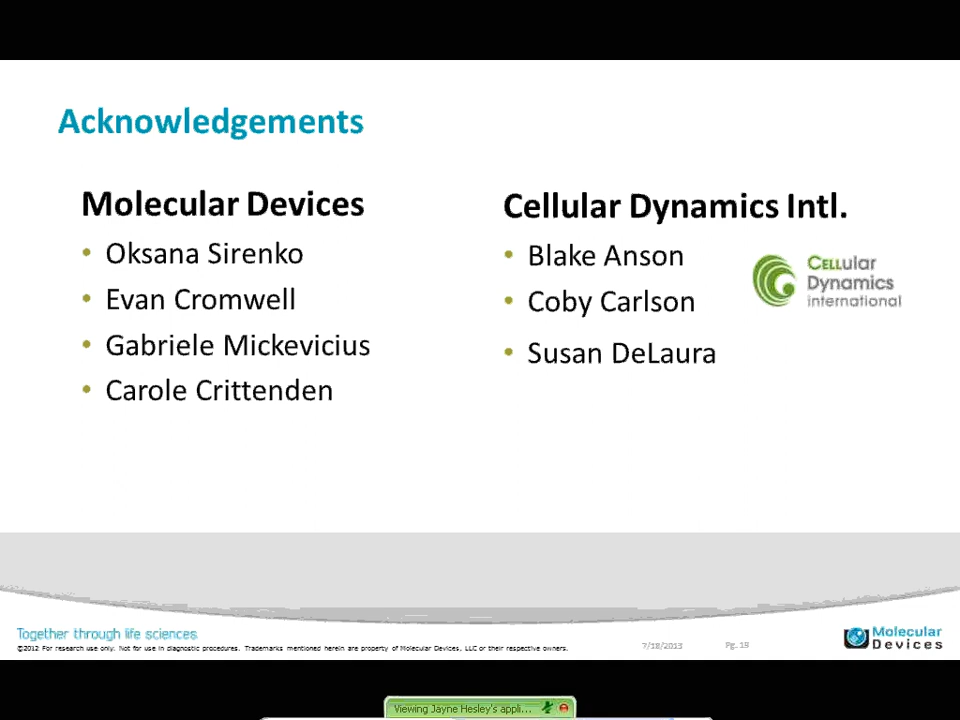 Acknowledgements
Molecular Devices
• Oksana Sirenko
• Evan Cromwell
• Gabriele Mickevicius
• Carole Crittenden
Cellular Dynamics Intl.
• Blake Anson
• Coby Carlson
• Susan DeLaura
CELLular
Dynamics
international
Together through life sciences
©2012 For research use only. Not for use in diagnostic procedures. Trademarks mentioned herein are property of Molecular Devices, LLC or their respective owners.
7/18/2013
Pg. 19
Molecular
Devices
Viewing Jayne Hesley's appli...